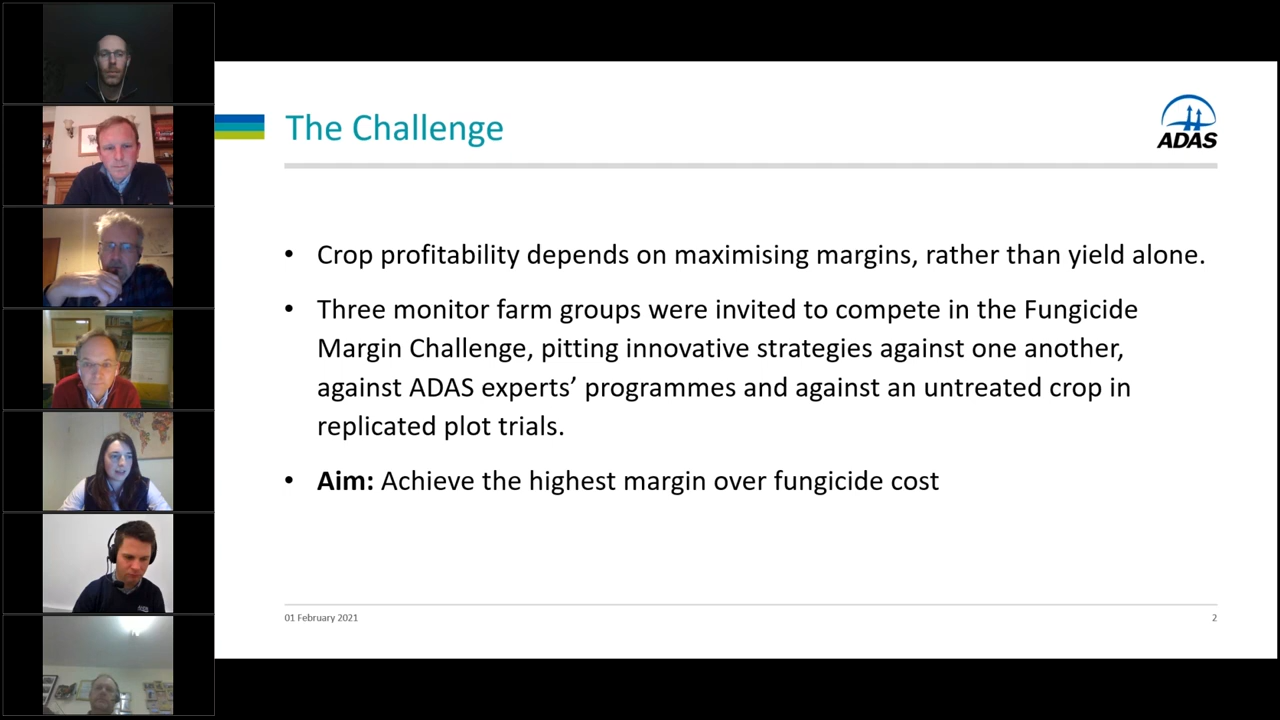 The Challenge
ADAS
• Crop profitability depends on maximising margins, rather than yield alone.
• Three monitor farm groups were invited to compete in the Fungicide
Margin Challenge, pitting innovative strategies against one another,
against ADAS experts’ programmes and against an untreated crop in
replicated plot trials.
• Aim: Achieve the highest margin over fungicide cost
01 February 2021
2